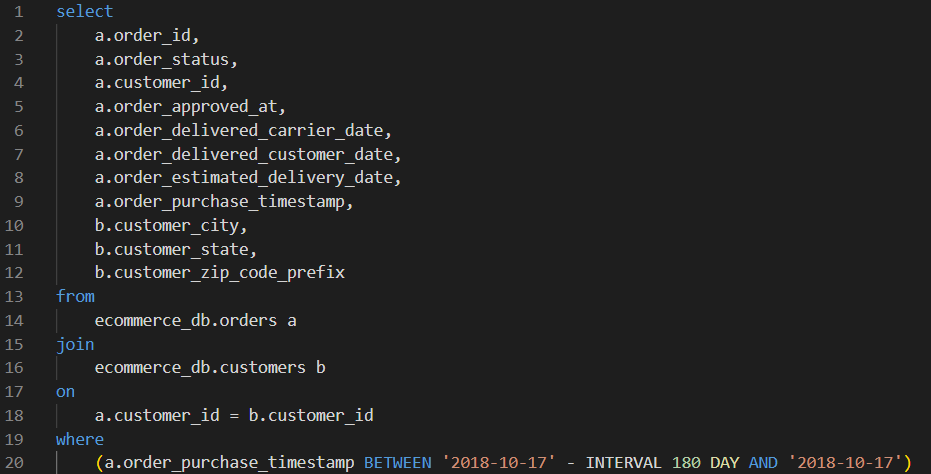 1 select
2 a.order_id,
3 a.order_status,
4 a.customer_id,
5 a.order_approved_at,
6 a.order_delivered_carrier_date,
7 a.order_delivered_customer_date,
8 a.order_estimated_delivery_date,
9 a.order_purchase_timestamp,
10 b.customer_city,
11 b.customer_state,
12 b.customer_zip_code_prefix
13 from
14 ecommerce_db.orders a
15 join
16 ecommerce_db.customers b
17 on
18 a.customer_id = b.customer_id
19 where
20 (a.order_purchase_timestamp BETWEEN '2018-10-17' - INTERVAL 180 DAY AND '2018-10-17')